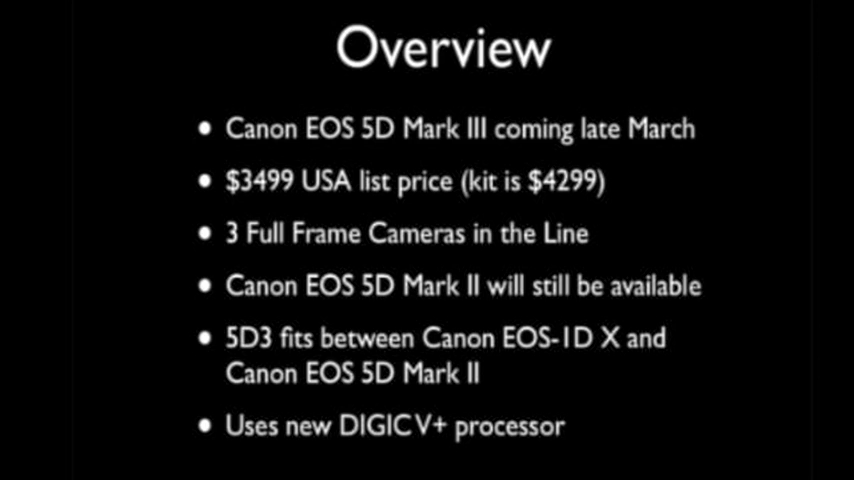 Overview
• Canon EOS 5D Mark III coming late March
• $3499 USA list price (kit is $4299)
• 3 Full Frame Cameras in the Line
• Canon EOS 5D Mark II will still be available
• 5D3 fits between Canon EOS-1D X and
Canon EOS 5D Mark II
• Uses new DIGIC V+ processor